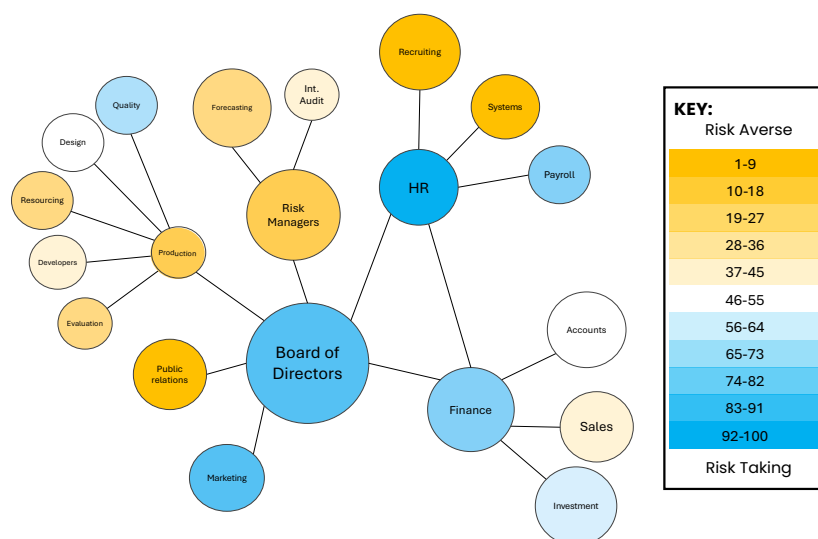 Recruiting
Int.
Audit
Forecasting
Systems
Quality
Design
Payroll
HR
Resourcing
Risk
Managers
Production
Developers
Evaluation
Board of
Directors
Public
relations
Marketing
Accounts
Finance
Sales
Investment
KEY:
Risk Averse
1-9
10-18
19-27
28-36
37-45
46-55
56-64
65-73
74-82
83-91
92-100
Risk Taking